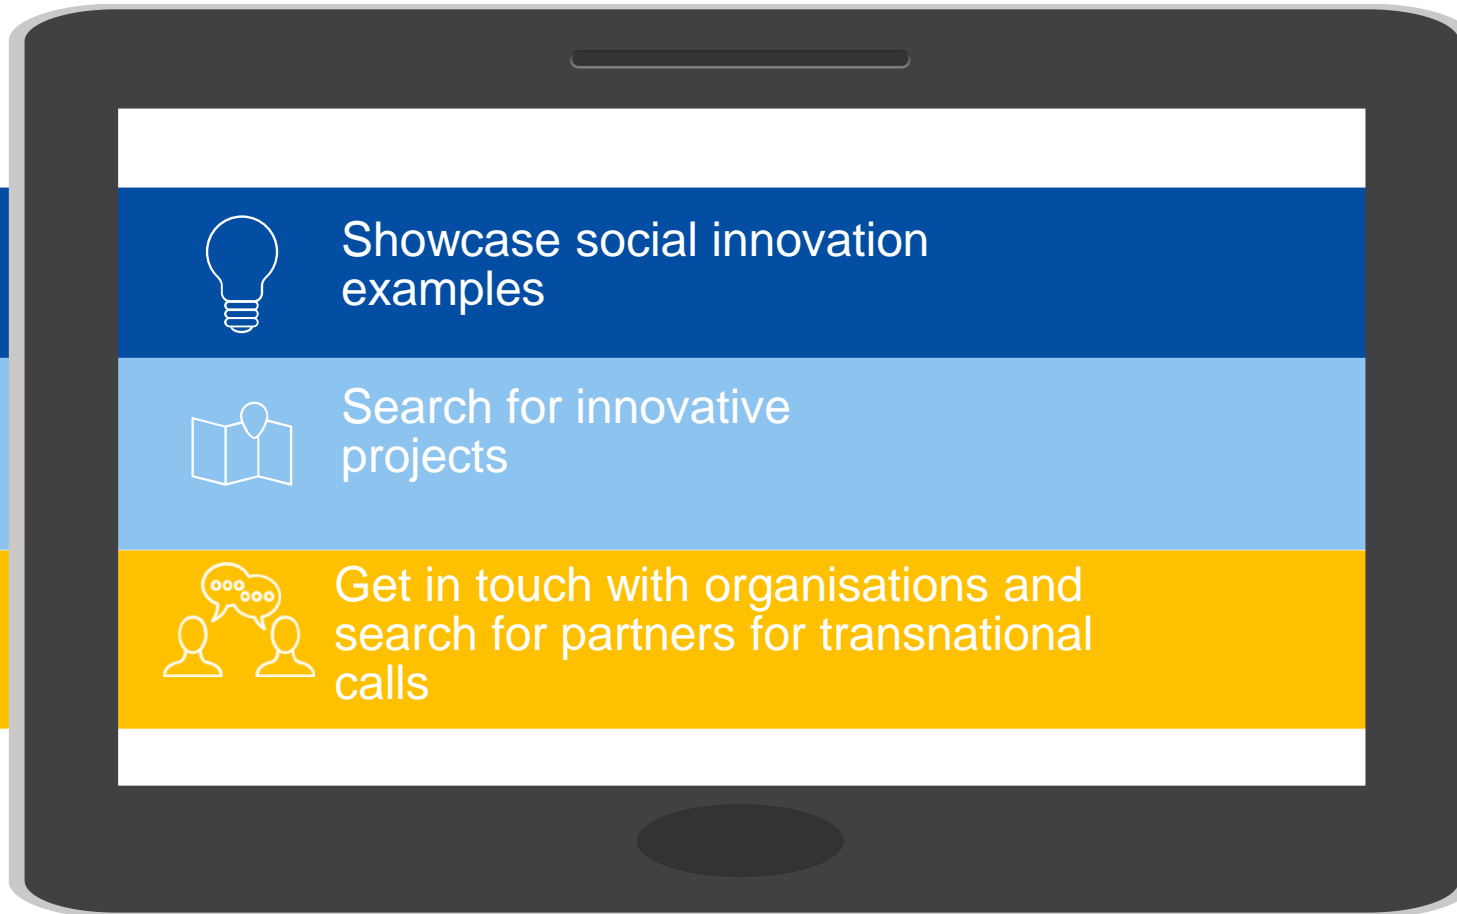 Showcase social innovation
examples
Search for innovative
projects
Get in touch with organisations and
search for partners for transnational
calls